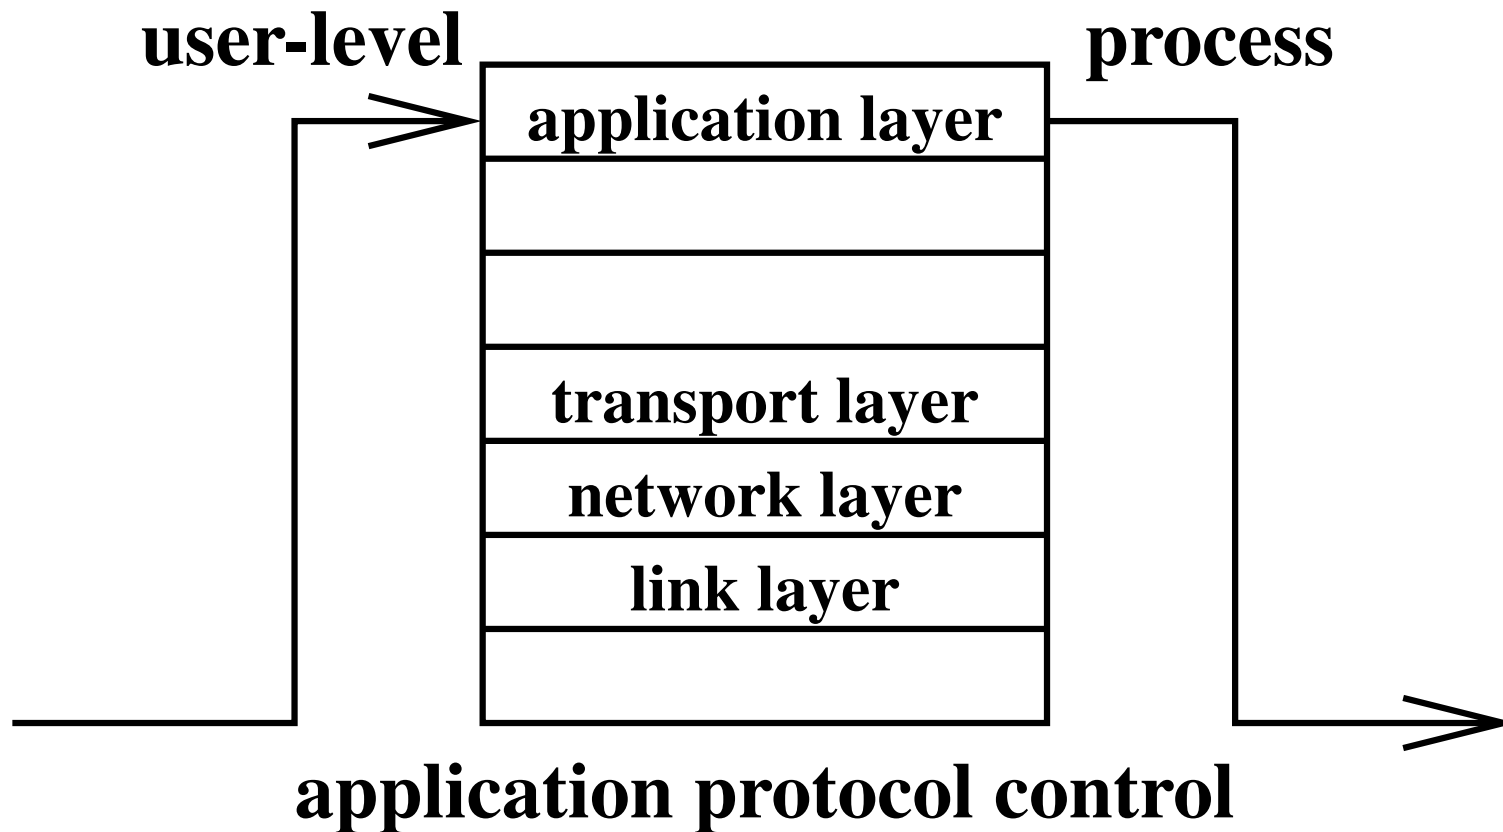 user-level
process
application layer
transport layer
network layer
link layer
application protocol control